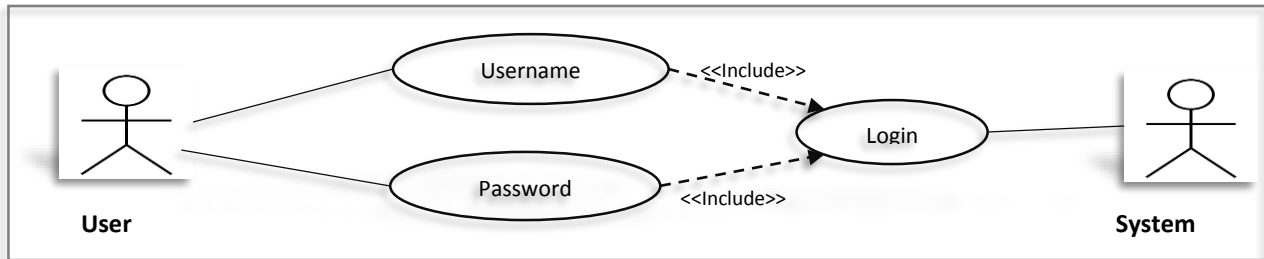 Username
<<Include>>
Login
Password
<<Include>>
User
System